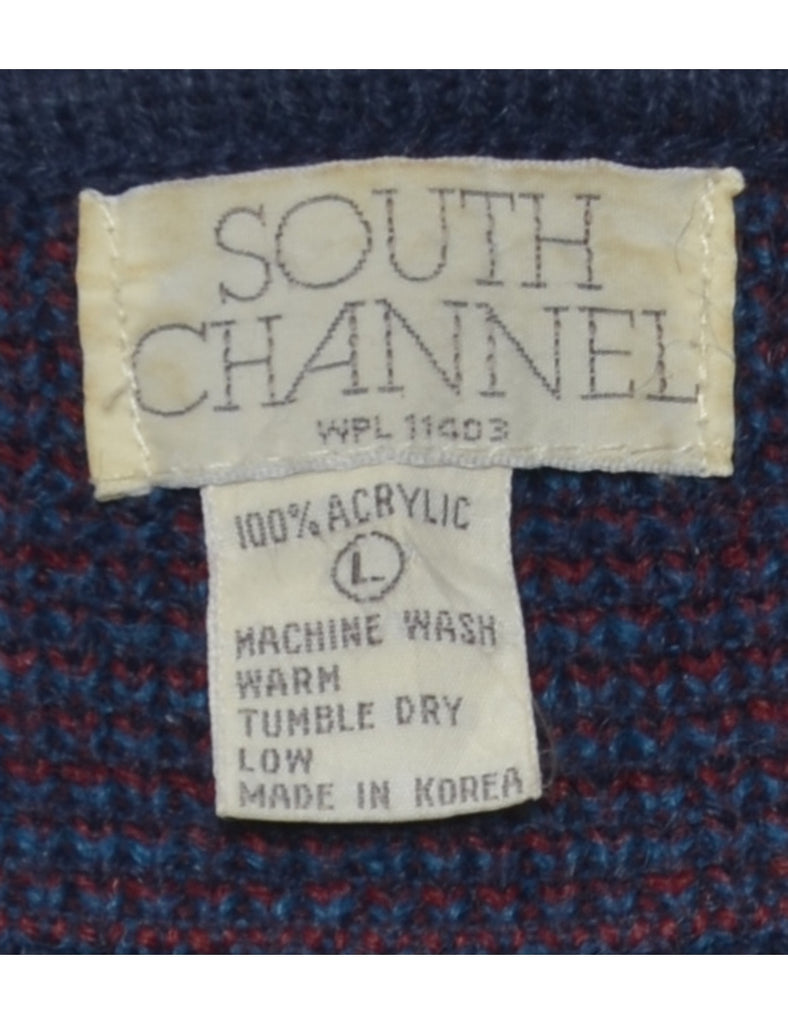 SOUTH
CHANNEL
WPL 11403
100% ACRYLIC
L
MACHINE WASH
WARM
TUMBLE DRY
LOW
MADE IN KOREA